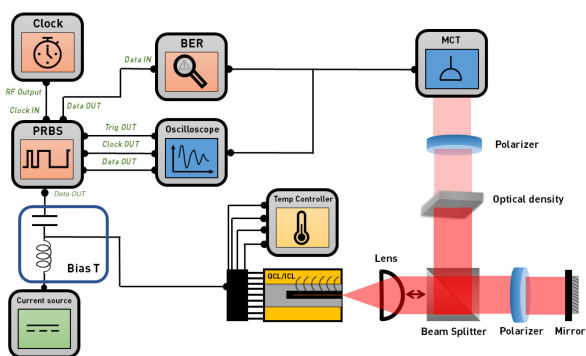 Clock
BER
MCT
Data IN
RF Output
Data OUT
Clock IN
PRBS
Trig OUT
Oscilloscope
Clock OUT
Data OUT
Polarizer
Data OUT
Optical density
Temp Controller
Bias T
QCL/ICL
Lens
Current source
Beam Splitter
Polarizer
Mirror